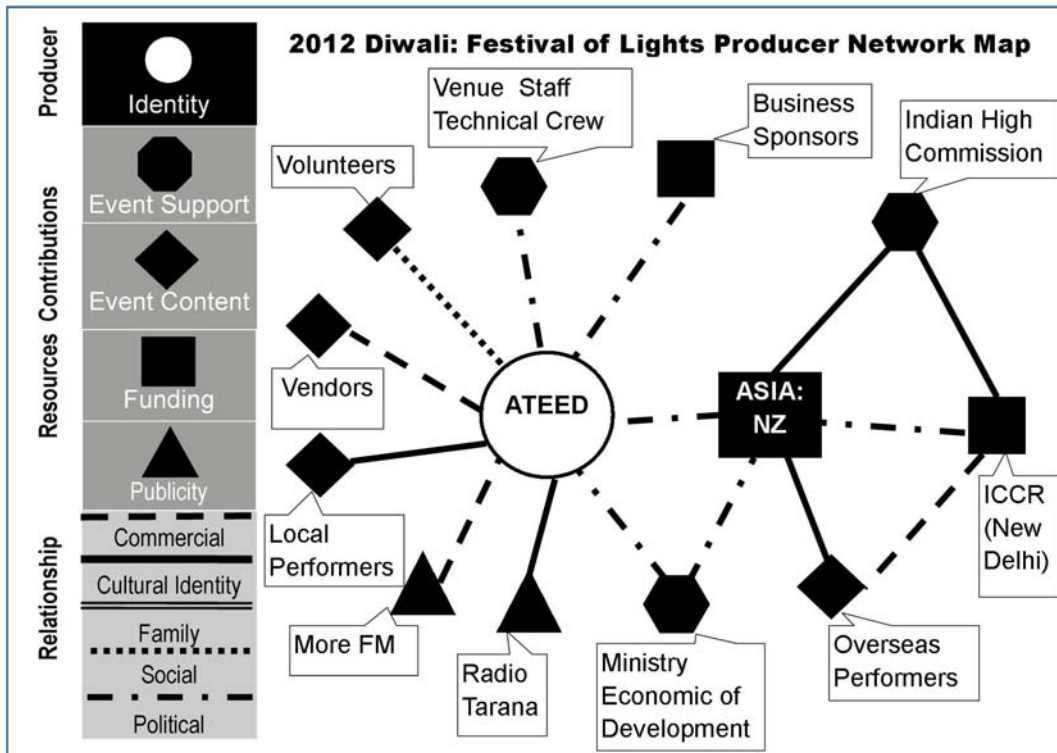 2012 Diwali: Festival of Lights Producer Network Map
Producer
Identity
Contributions
Event Support
Event Content
Resources
Funding
Publicity
Relationship
Commercial
Cultural Identity
Family
Social
Political
Volunteers
Venue Staff
Technical Crew
Business
Sponsors
Indian High
Commission
Vendors
ATEED
ASIA:
NZ
Local
Performers
More FM
Radio
Tarana
Ministry
Economic of
Development
Overseas
Performers
ICCR
(New
Delhi)